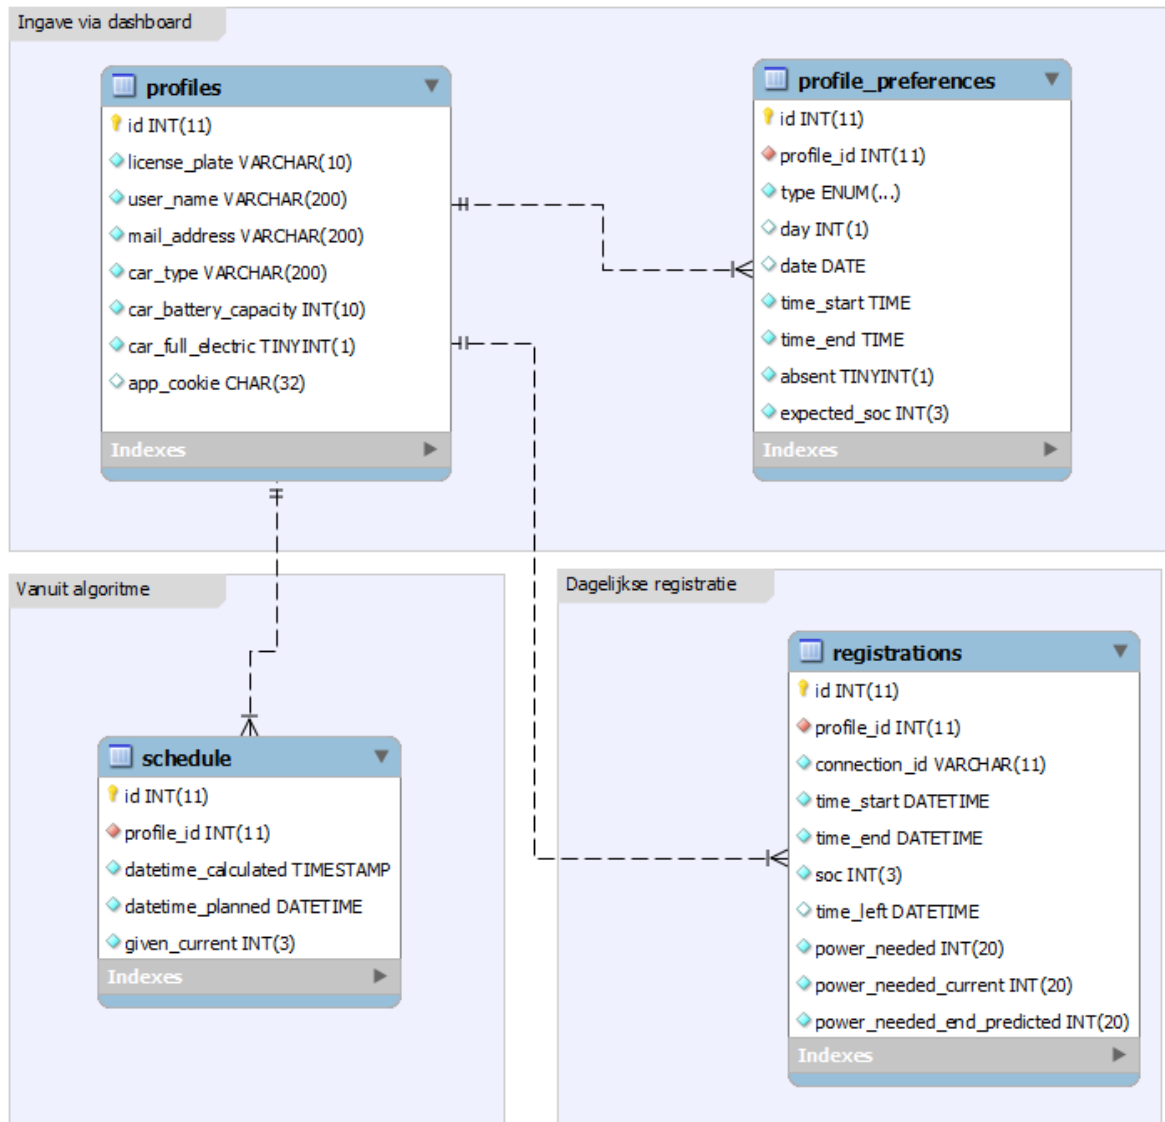 Ingave via dashboard
profiles
id INT(11)
license_plate VARCHAR(10)
user_name VARCHAR(200)
mail_address VARCHAR(200)
car_type VARCHAR(200)
car_battery_capacity INT(10)
car_full_electric TINYINT(1)
app_cookie CHAR(32)
Indexes
profile_preferences
id INT(11)
profile_id INT(11)
type ENUM(...)
day INT(1)
date DATE
time_start TIME
time_end TIME
absent TINYINT(1)
expected_soc INT(3)
Indexes
Vanuit algoritme
schedule
id INT(11)
profile_id INT(11)
datetime_calculated TIMESTAMP
datetime_planned DATETIME
given_current INT(3)
Indexes
Dagelijkse registratie
registrations
id INT(11)
profile_id INT(11)
connection_id VARCHAR(11)
time_start DATETIME
time_end DATETIME
soc INT(3)
time_left DATETIME
power_needed INT(20)
power_needed_current INT(20)
power_needed_end_predicted INT(20)
Indexes